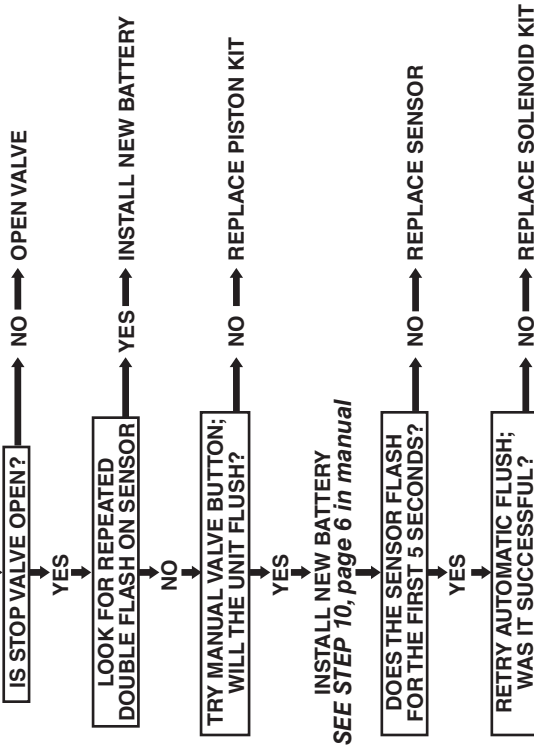 IS STOP VALVE OPEN?
NO
OPEN VALVE
YES
LOOK FOR REPEATED
DOUBLE FLASH ON SENSOR
YES
INSTALL NEW BATTERY
NO
TRY MANUAL VALVE BUTTON;
WILL THE UNIT FLUSH?
NO
REPLACE PISTON KIT
YES
INSTALL NEW BATTERY
SEE STEP 10, page 6 in manual
DOES THE SENSOR FLASH
FOR THE FIRST 5 SECONDS?
NO
REPLACE SENSOR
YES
RETRY AUTOMATIC FLUSH;
WAS IT SUCCESSFUL?
NO
REPLACE SOLENOID KIT